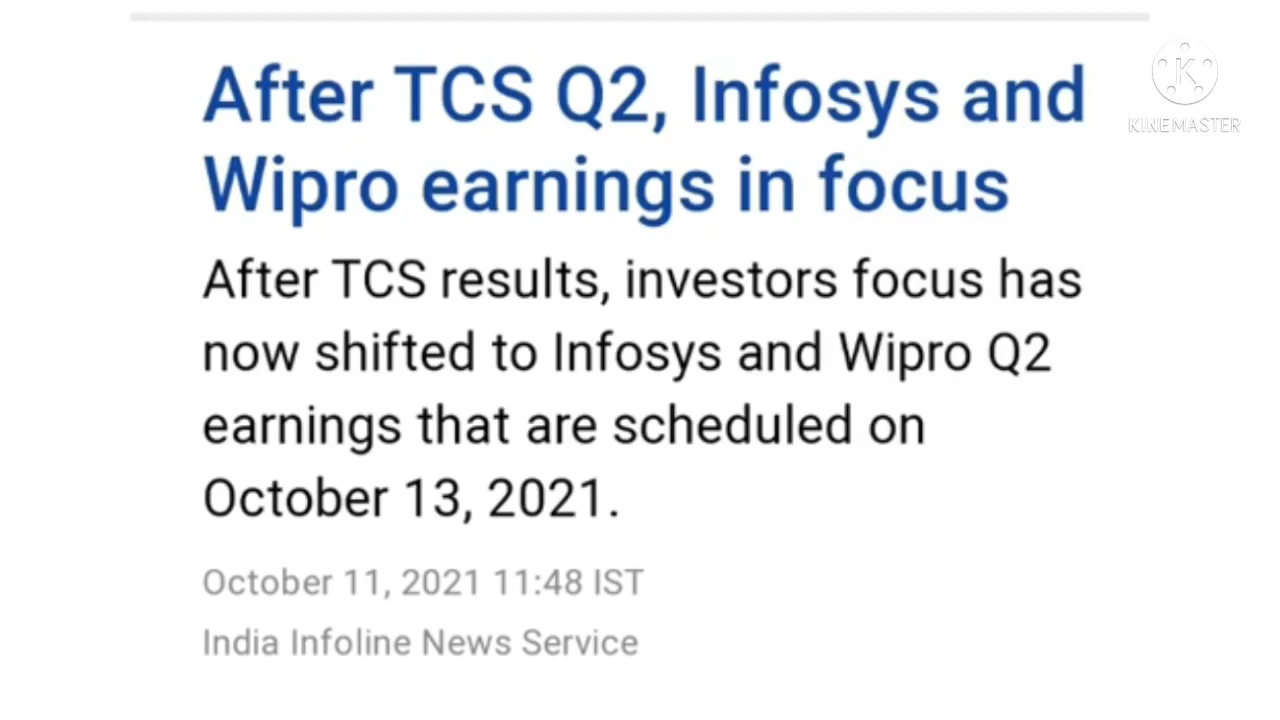 After TCS Q2, Infosys and
Wipro earnings in focus
After TCS results, investors focus has
now shifted to Infosys and Wipro Q2
earnings that are scheduled on
October 13, 2021.
October 11, 2021 11:48 IST
India Infoline News Service
K
KINEMASTER